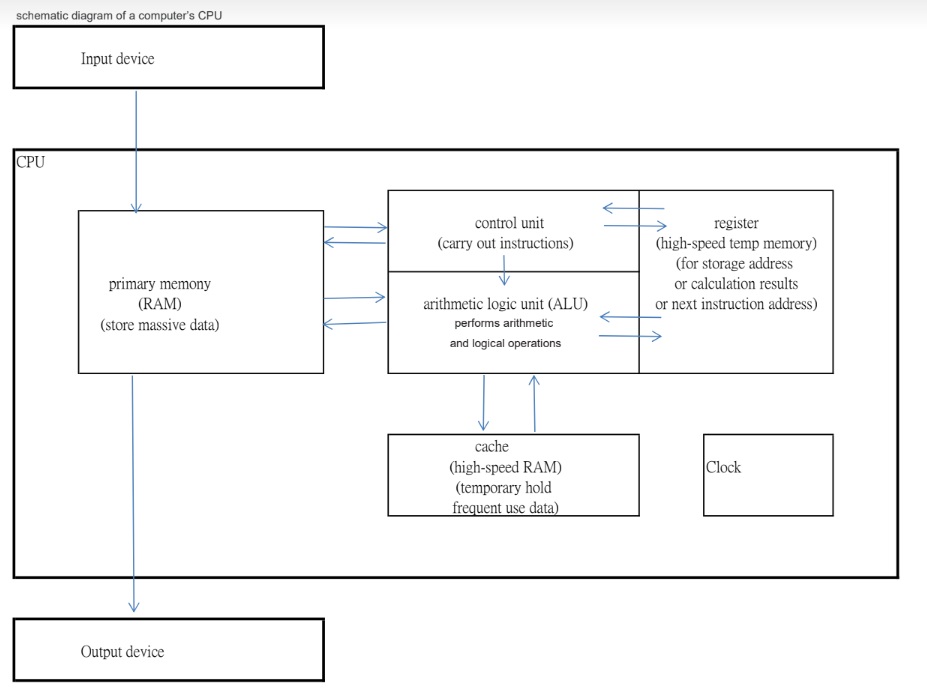 schematic diagram of a computer's CPU
Input device
CPU
primary memony
(RAM)
(store massive data)
control unit
(carry out instructions)
arithmetic logic unit (ALU)
performs arithmetic
and logical operations
register
(high-speed temp memory)
(for storage address
or calculation results
or next instruction address)
cache
(high-speed RAM)
(temporary hold
frequent use data)
Clock
Output device